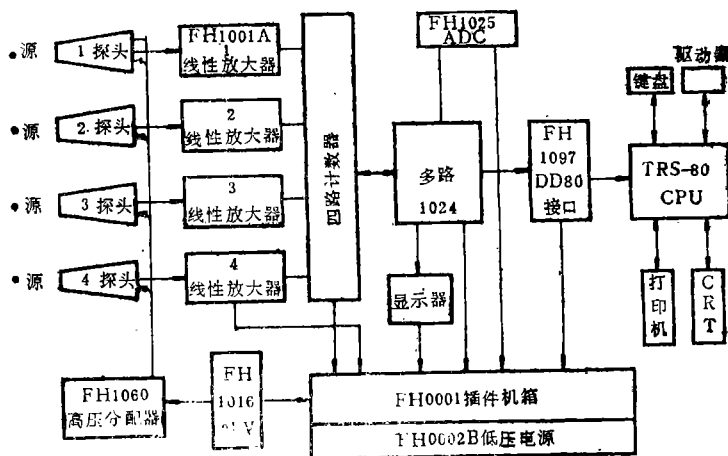 源
1 探头
FH1001A
1
线性放大器
源
2 探头
2
线性放大器
源
3 探头
3
线性放大器
源
4 探头
4
线性放大器
四路计数器
FH1025
ADC
多路
1024
显示器
FH
1097
DD80
接口
键盘
驱动器
TRS-80
CPU
打印机
CRT
FH1060
高压分配器
FH
1016
FH0001插件机箱
FH0002B低压电源